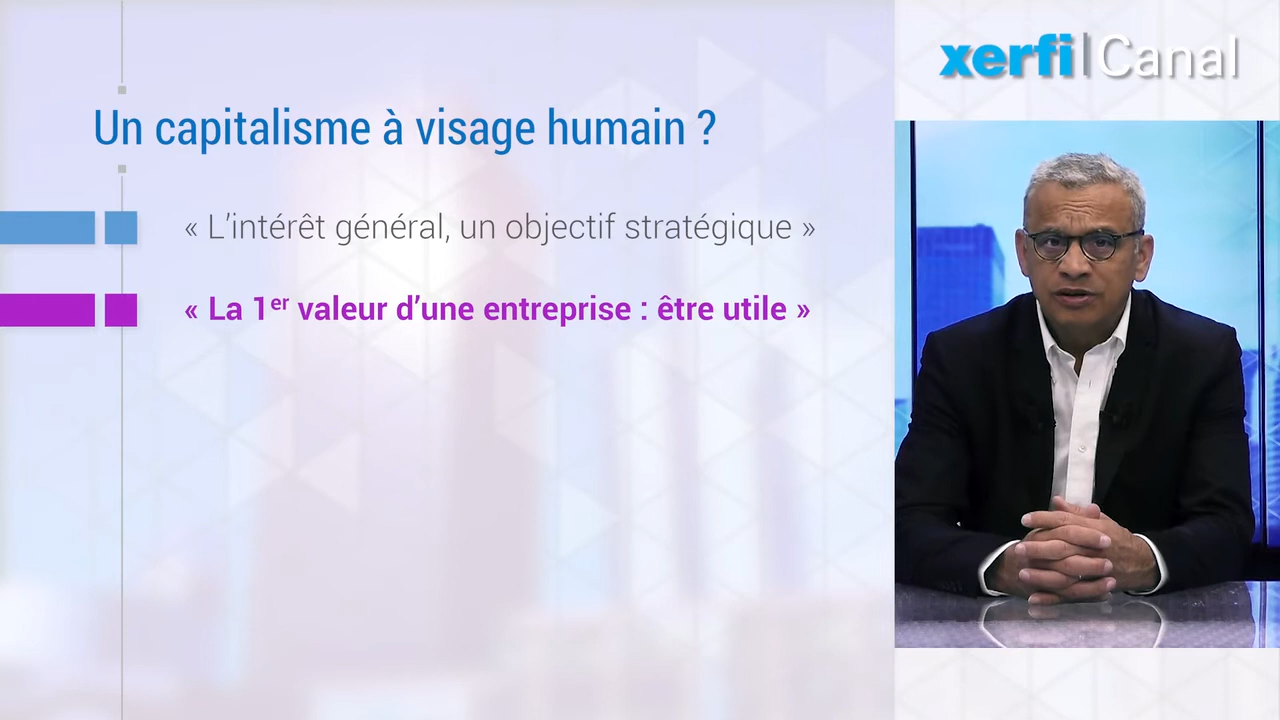 xerfi|Canal
Un capitalisme à visage humain ?
« L’intérêt général, un objectif stratégique »
« La 1er valeur d’une entreprise : être utile »